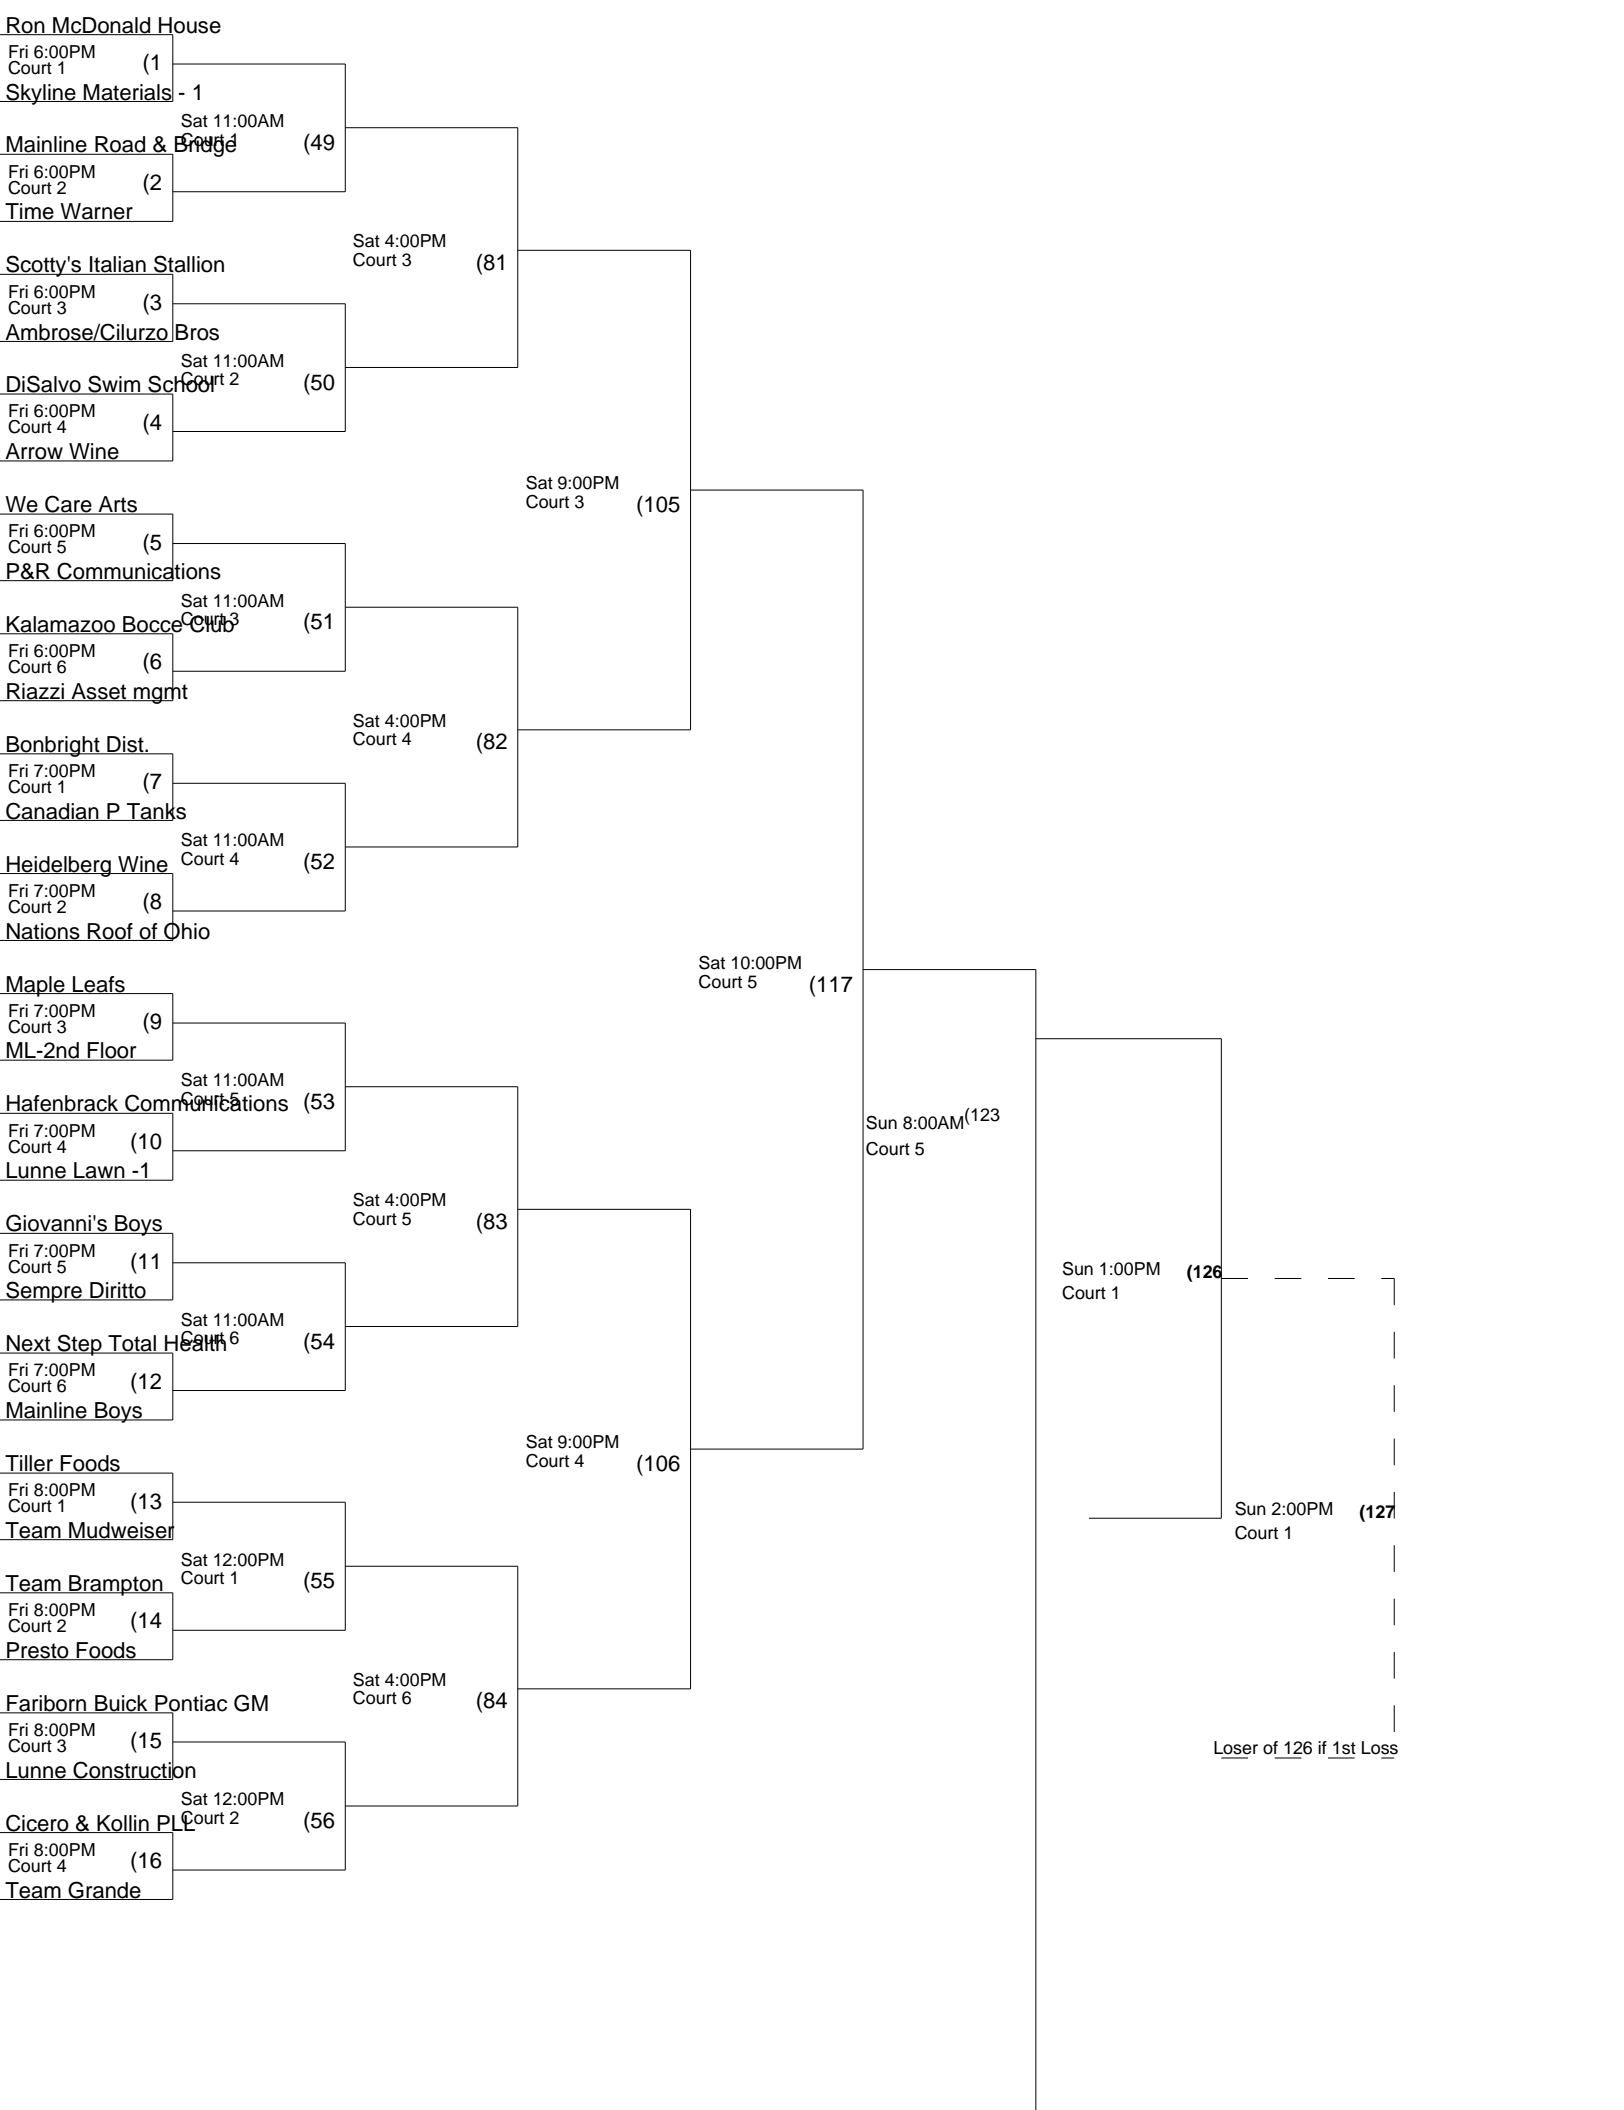 Ron McDonald House
Fri 6:00PM
Court 1
(1
Skyline Materials - 1
Sat 11:00AM
Court 1
(49
Mainline Road & Bridge
Fri 6:00PM
Court 2
(2
Time Warner
Sat 4:00PM
Court 3
(81
Scotty's Italian Stallion
Fri 6:00PM
Court 3
(3
Ambrose/Cilurzo Bros
Sat 11:00AM
Court 2
(50
DiSalvo Swim School
Fri 6:00PM
Court 4
(4
Arrow Wine
Sat 9:00PM
Court 3
(105
We Care Arts
Fri 6:00PM
Court 5
(5
P&R Communications
Sat 11:00AM
Court 3
(51
Kalamazoo Bocce Club
Fri 6:00PM
Court 6
(6
Riazzi Asset mgmt
Sat 4:00PM
Court 4
(82
Bonbright Dist.
Fri 7:00PM
Court 1
(7
Canadian P Tanks
Sat 11:00AM
Court 4
(52
Heidelberg Wine
Fri 7:00PM
Court 2
(8
Nations Roof of Ohio
Sat 10:00PM
Court 5
(117
Maple Leafs
Fri 7:00PM
Court 3
(9
ML-2nd Floor
Sat 11:00AM
Court 5
(53
Hafenbrack Communications
Fri 7:00PM
Court 4
(10
Lunne Lawn -1
Sun 8:00AM
(123
Court 5
Sat 4:00PM
Court 5
(83
Giovanni's Boys
Fri 7:00PM
Court 5
(11
Sempre Diritto
Sun 1:00PM
(126
Court 1
Sat 11:00AM
Court 6
(54
Next Step Total Health
Fri 7:00PM
Court 6
(12
Mainline Boys
Sat 9:00PM
Court 4
(106
Tiller Foods
Fri 8:00PM
Court 1
(13
Team Mudweiser
Sun 2:00PM
(127
Court 1
Sat 12:00PM
Court 1
(55
Team Brampton
Fri 8:00PM
Court 2
(14
Presto Foods
Sat 4:00PM
Court 6
(84
Fariborn Buick Pontiac GM
Fri 8:00PM
Court 3
(15
Lunne Construction
Loser of 126 if 1st Loss
Sat 12:00PM
Court 2
(56
Cicero & Kollin PLL
Fri 8:00PM
Court 4
(16
Team Grande